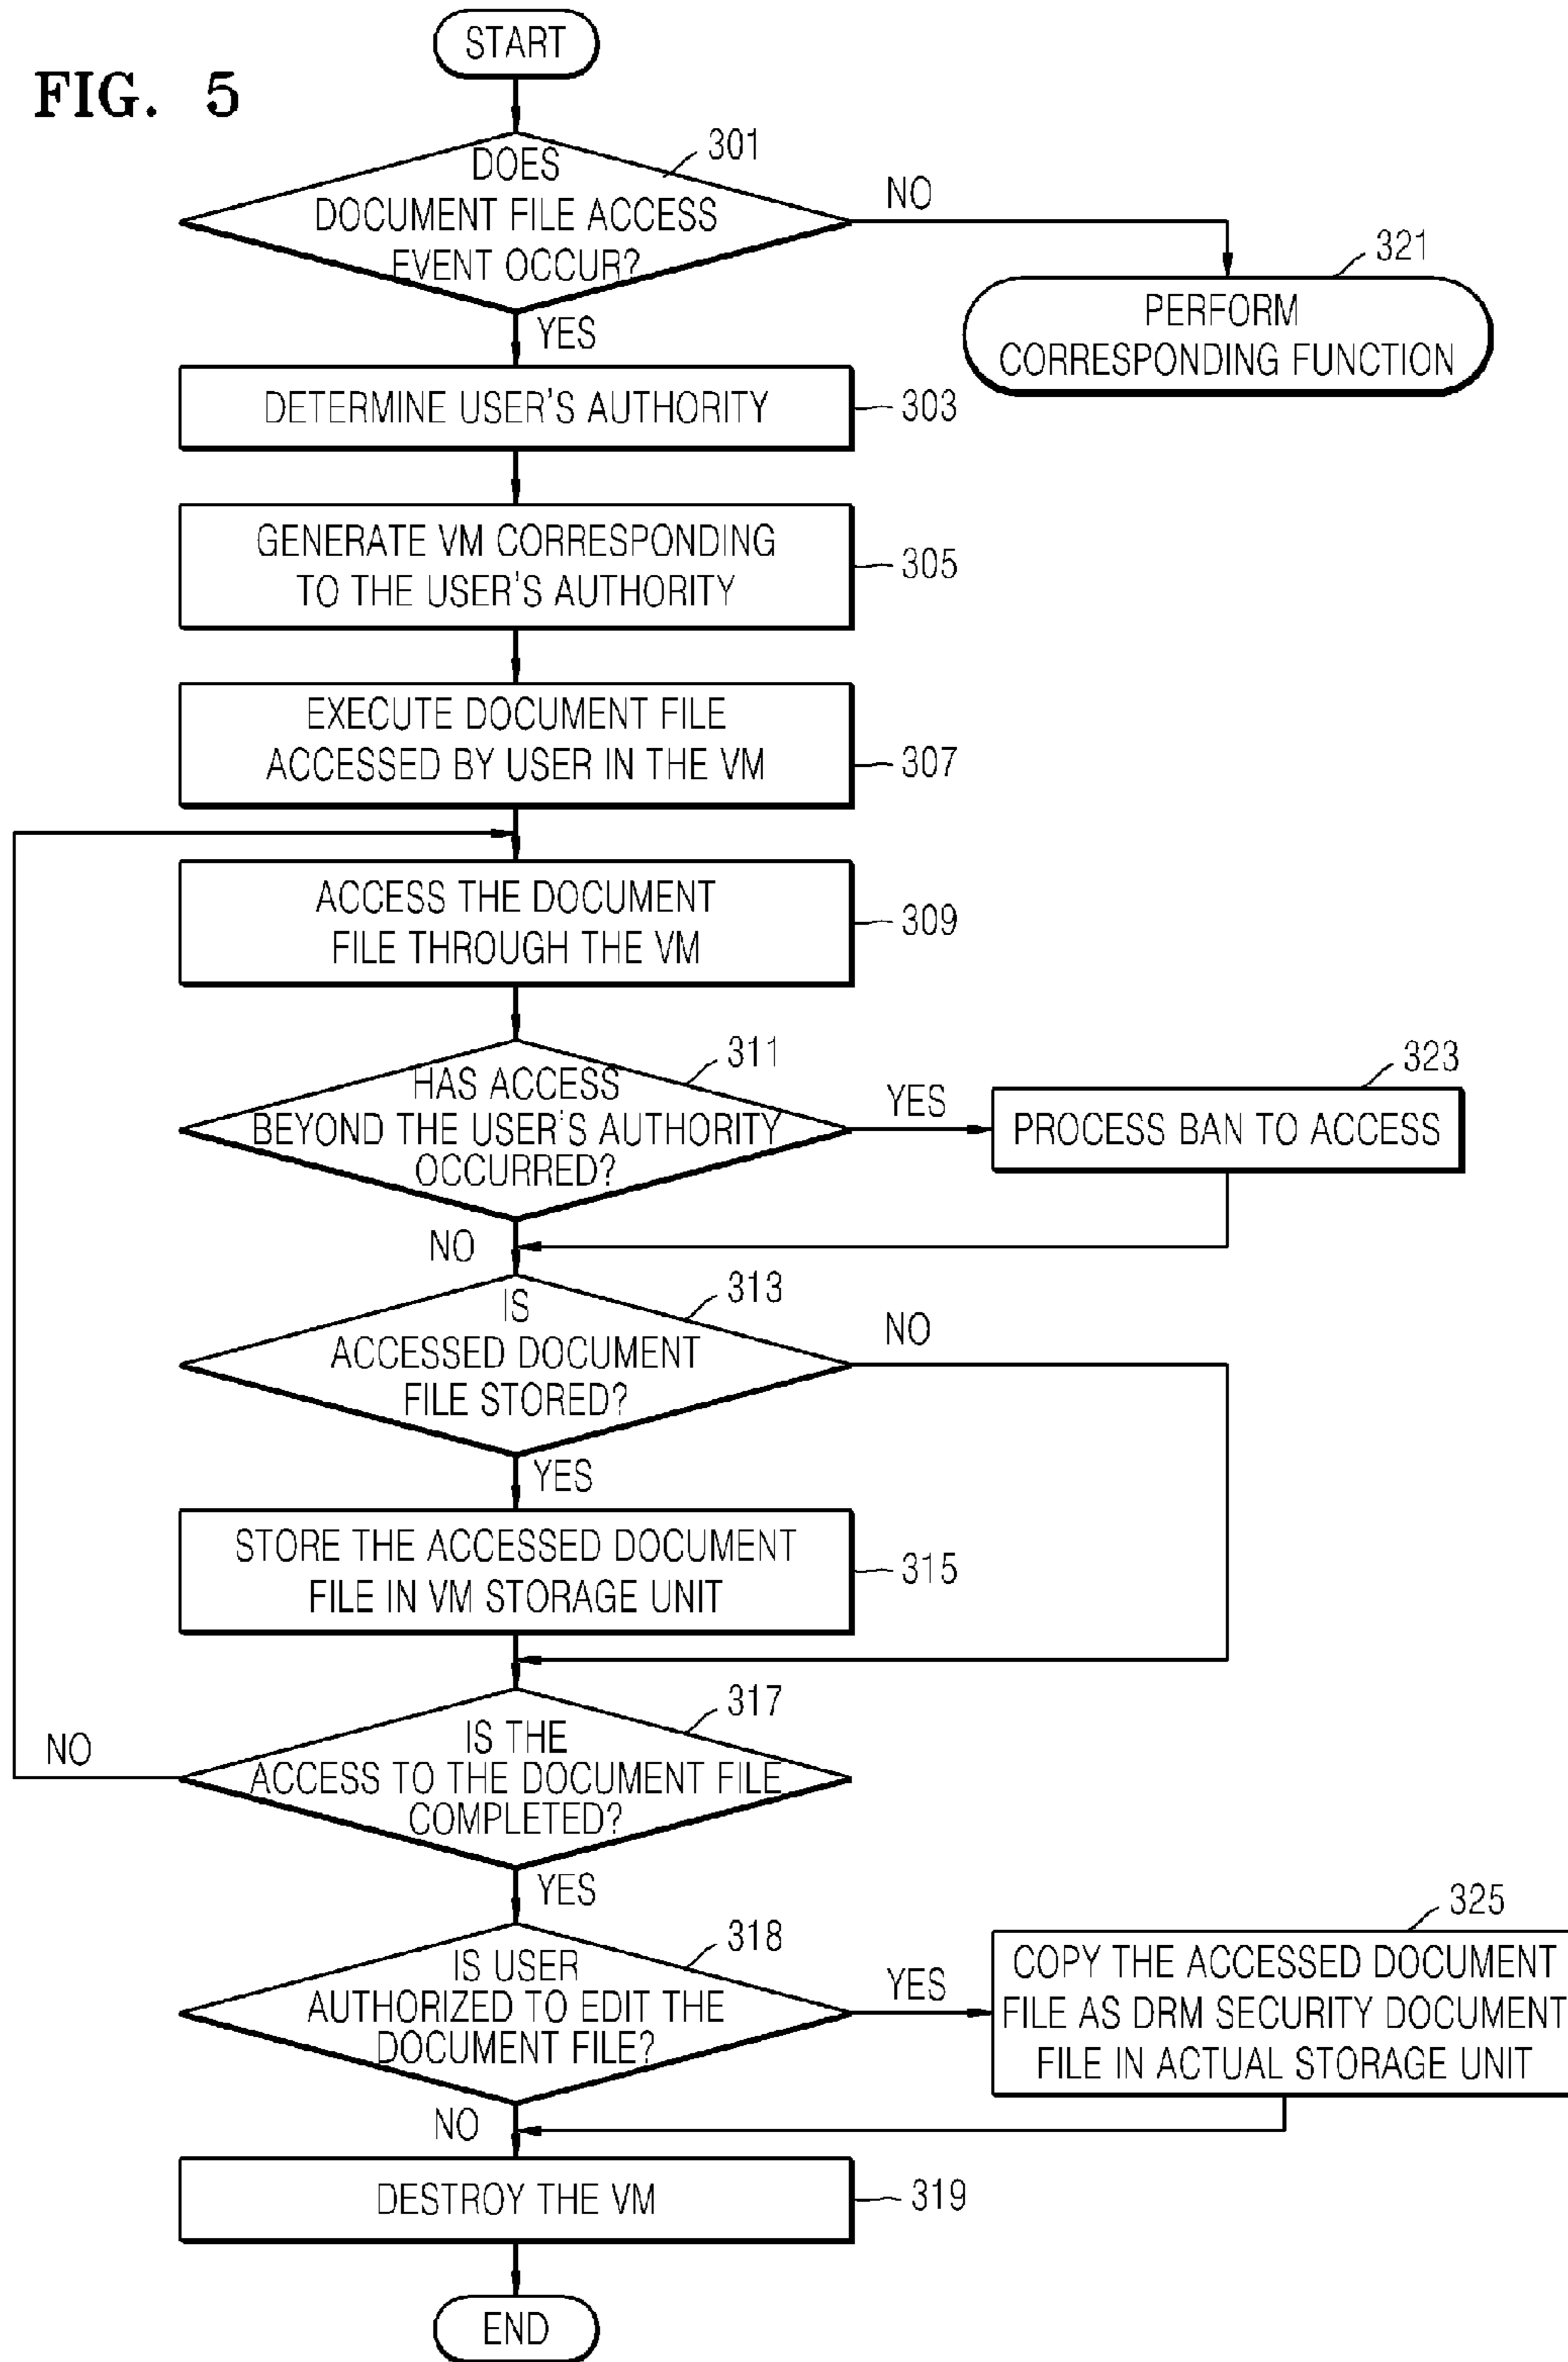 FIG. 5
START
DOES
DOCUMENT FILE ACCESS
EVENT OCCUR?
301
NO
YES
321
PERFORM
CORRESPONDING FUNCTION
DETERMINE USER'S AUTHORITY
303
GENERATE VM CORRESPONDING
TO THE USER'S AUTHORITY
305
EXECUTE DOCUMENT FILE
ACCESSED BY USER IN THE VM
307
ACCESS THE DOCUMENT
FILE THROUGH THE VM
309
HAS ACCESS
BEYOND THE USER'S AUTHORITY
OCCURRED?
311
YES
323
PROCESS BAN TO ACCESS
NO
IS
ACCESSED DOCUMENT
FILE STORED?
313
NO
YES
STORE THE ACCESSED DOCUMENT
FILE IN VM STORAGE UNIT
315
IS THE
ACCESS TO THE DOCUMENT FILE
COMPLETED?
317
NO
YES
IS USER
AUTHORIZED TO EDIT THE
DOCUMENT FILE?
318
YES
325
COPY THE ACCESSED DOCUMENT
FILE AS DRM SECURITY DOCUMENT
FILE IN ACTUAL STORAGE UNIT
NO
DESTROY THE VM
319
END